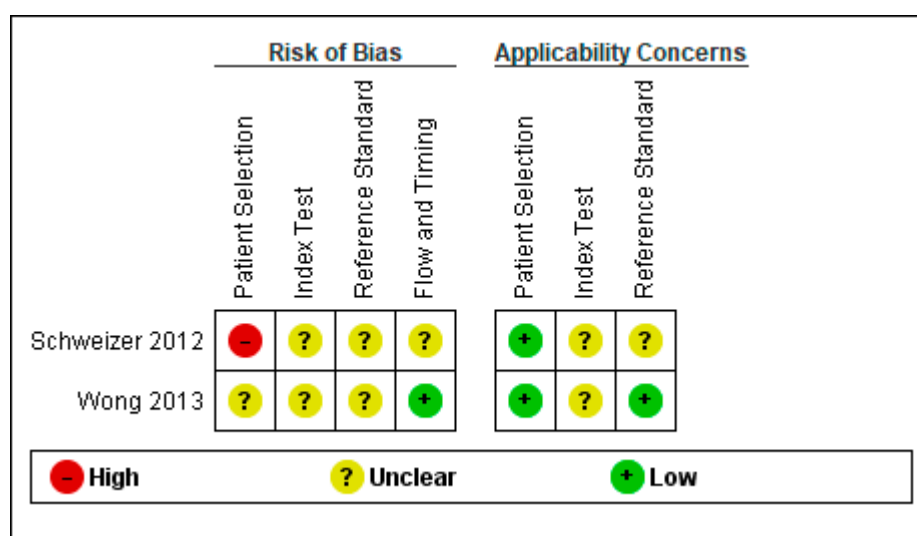 Risk of Bias
Applicability Concerns
Patient Selection
Index Test
Reference Standard
Flow and Timing
Patient Selection
Index Test
Reference Standard
Schweizer 2012
- ? ? ? + ? ?
Wong 2013
? ? ? + + ? +
- High
? Unclear
+ Low